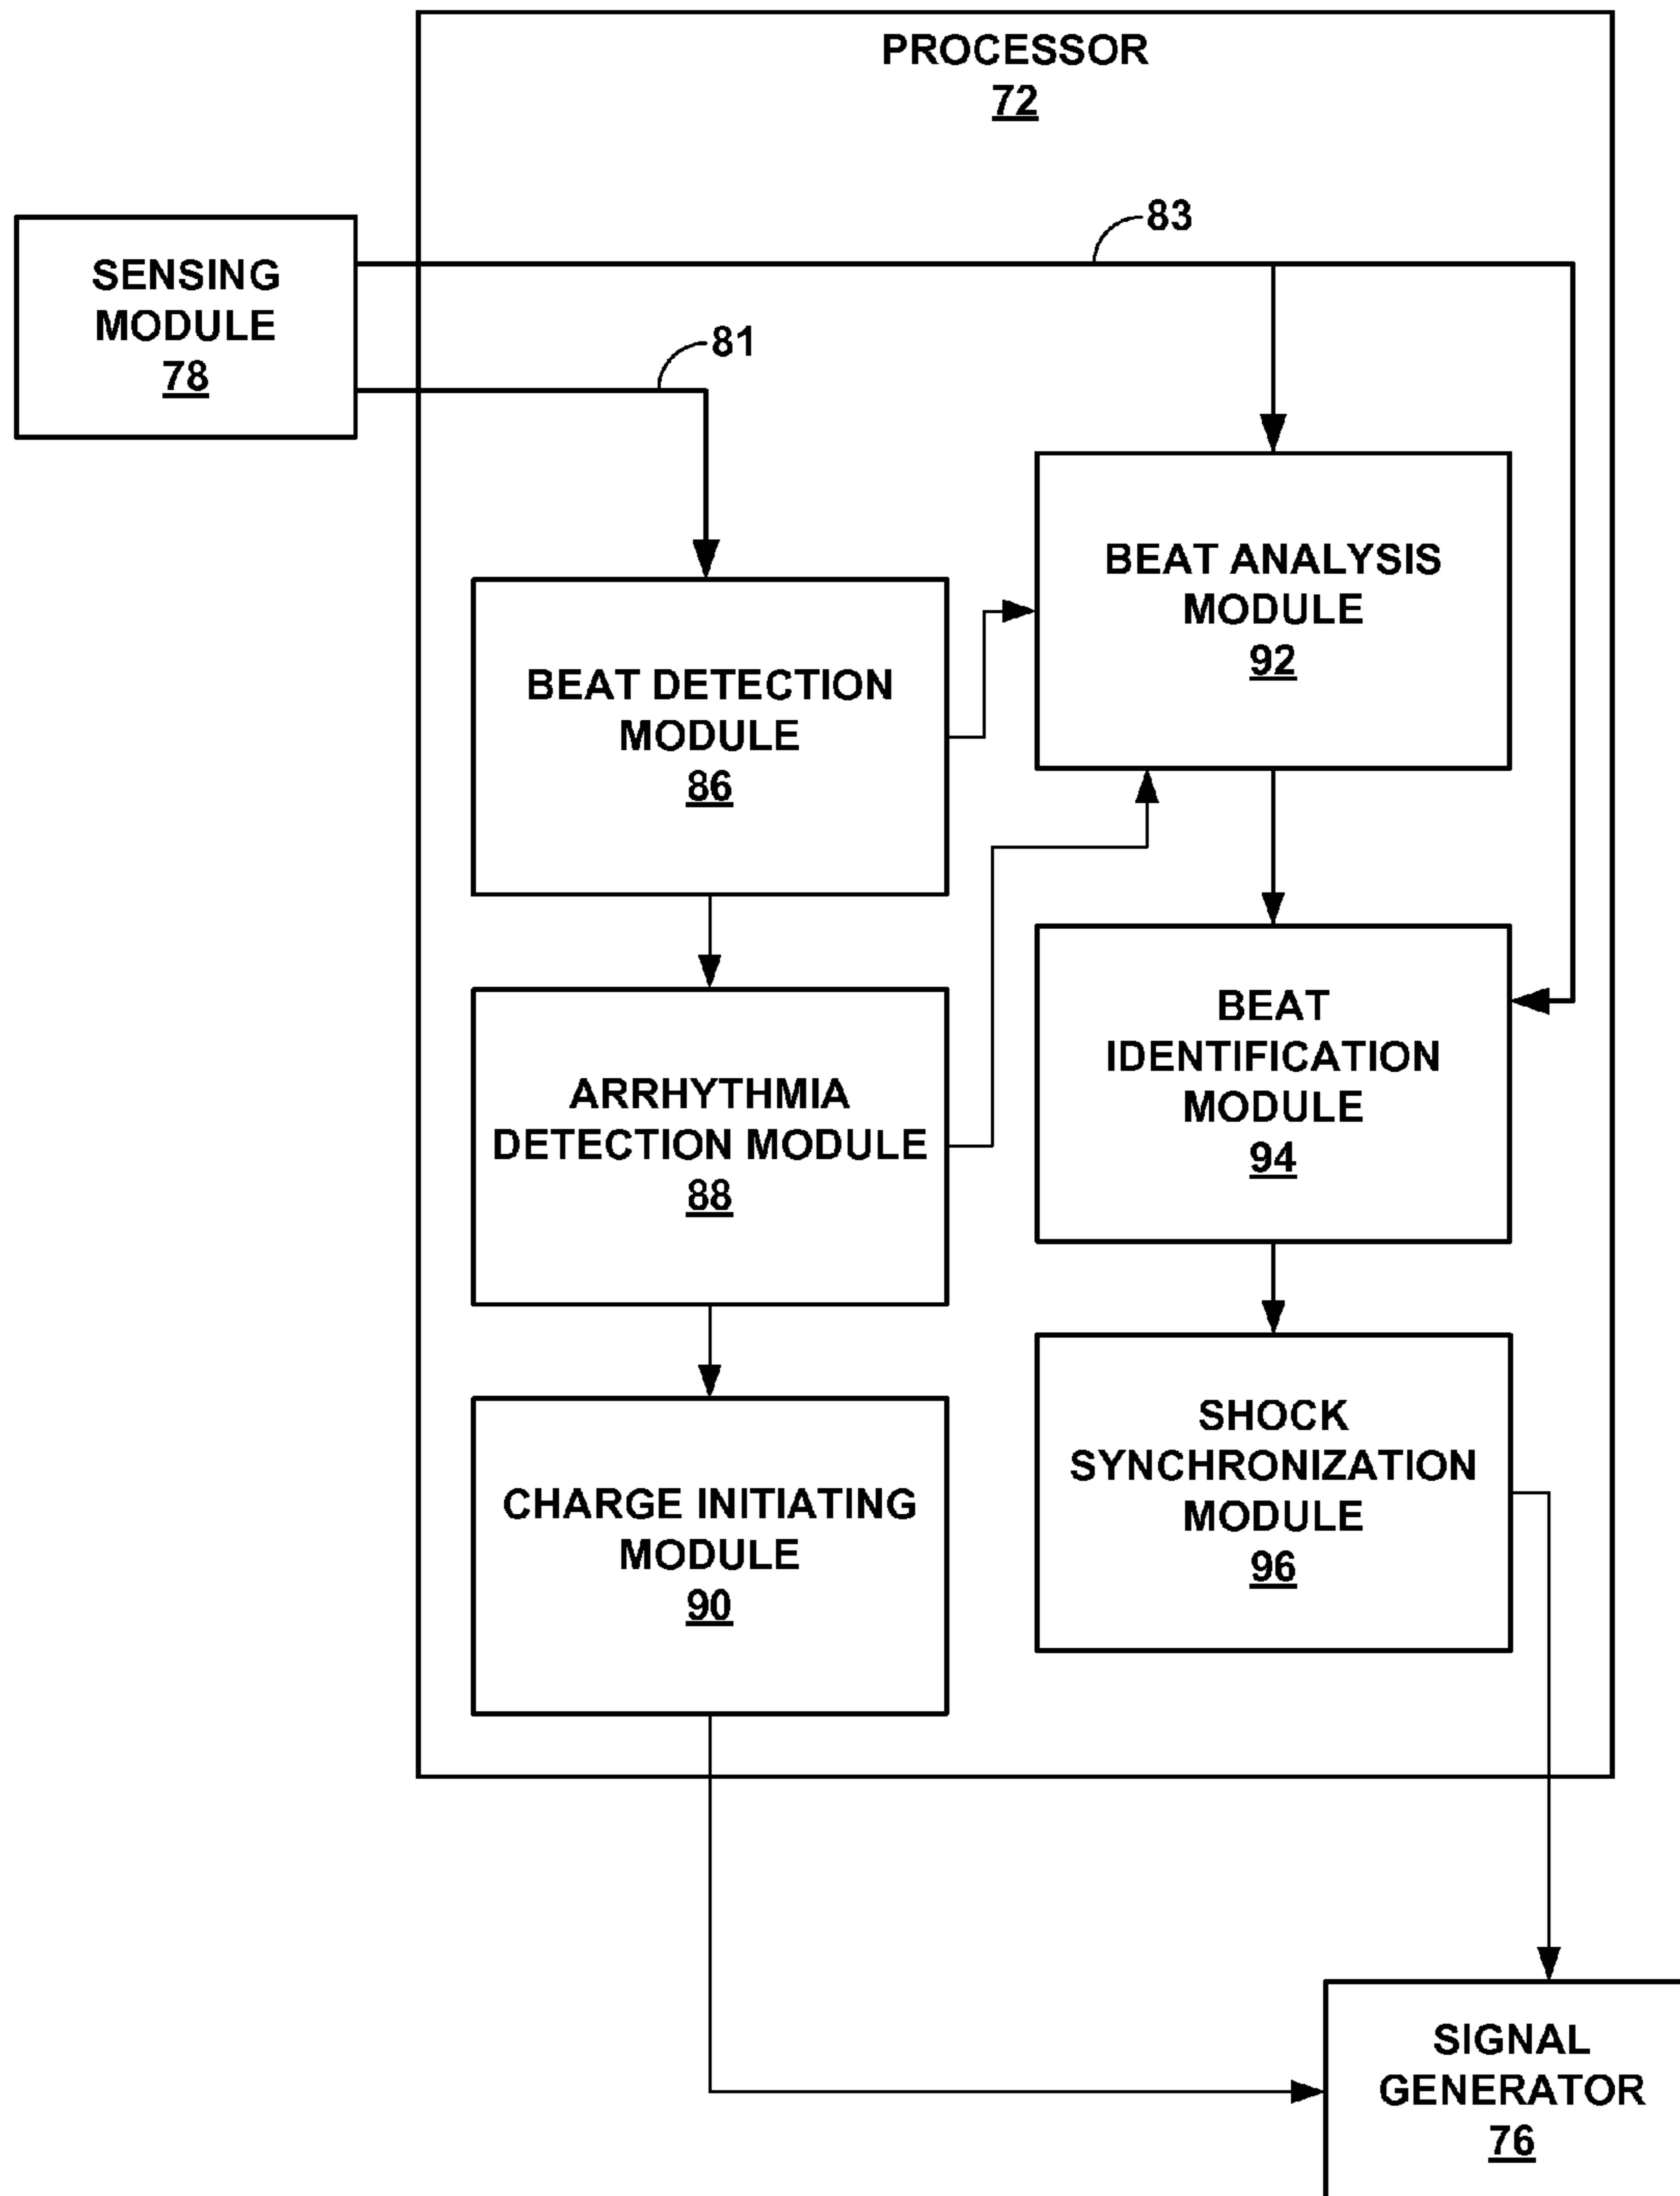 PROCESSOR
72
83
SENSING
MODULE
78
81
BEAT ANALYSIS
MODULE
92
BEAT DETECTION
MODULE
86
BEAT
IDENTIFICATION
MODULE
94
ARRHYTHMIA
DETECTION MODULE
88
SHOCK
SYNCHRONIZATION
MODULE
96
CHARGE INITIATING
MODULE
90
SIGNAL
GENERATOR
76